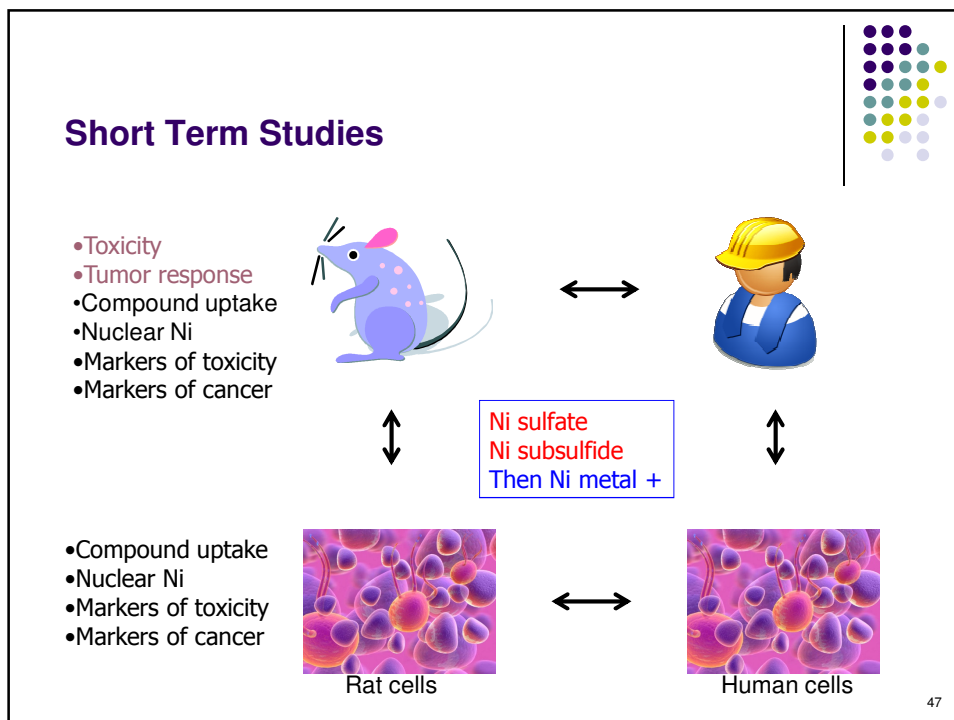 Short Term Studies
•Toxicity
•Tumor response
•Compound uptake
•Nuclear Ni
•Markers of toxicity
•Markers of cancer
Ni sulfate
Ni subsulfide
Then Ni metal +
•Compound uptake
•Nuclear Ni
•Markers of toxicity
•Markers of cancer
Rat cells
Human cells
47